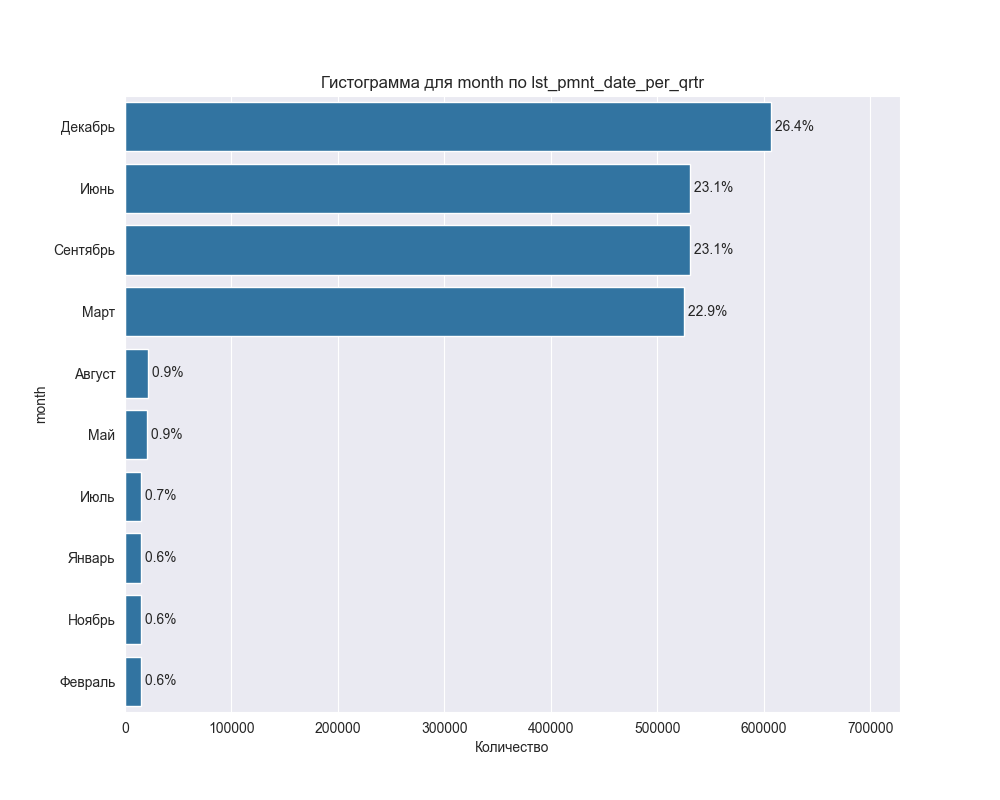 Гистограмма для month по lst_pmnt_date_per_qrtr
Декабрь 26.4%
Июнь 23.1%
Сентябрь 23.1%
Март 22.9%
Август 0.9%
Май 0.9%
Июль 0.7%
Январь 0.6%
Ноябрь 0.6%
Февраль 0.6%
month
0 100000 200000 300000 400000 500000 600000 700000
Количество